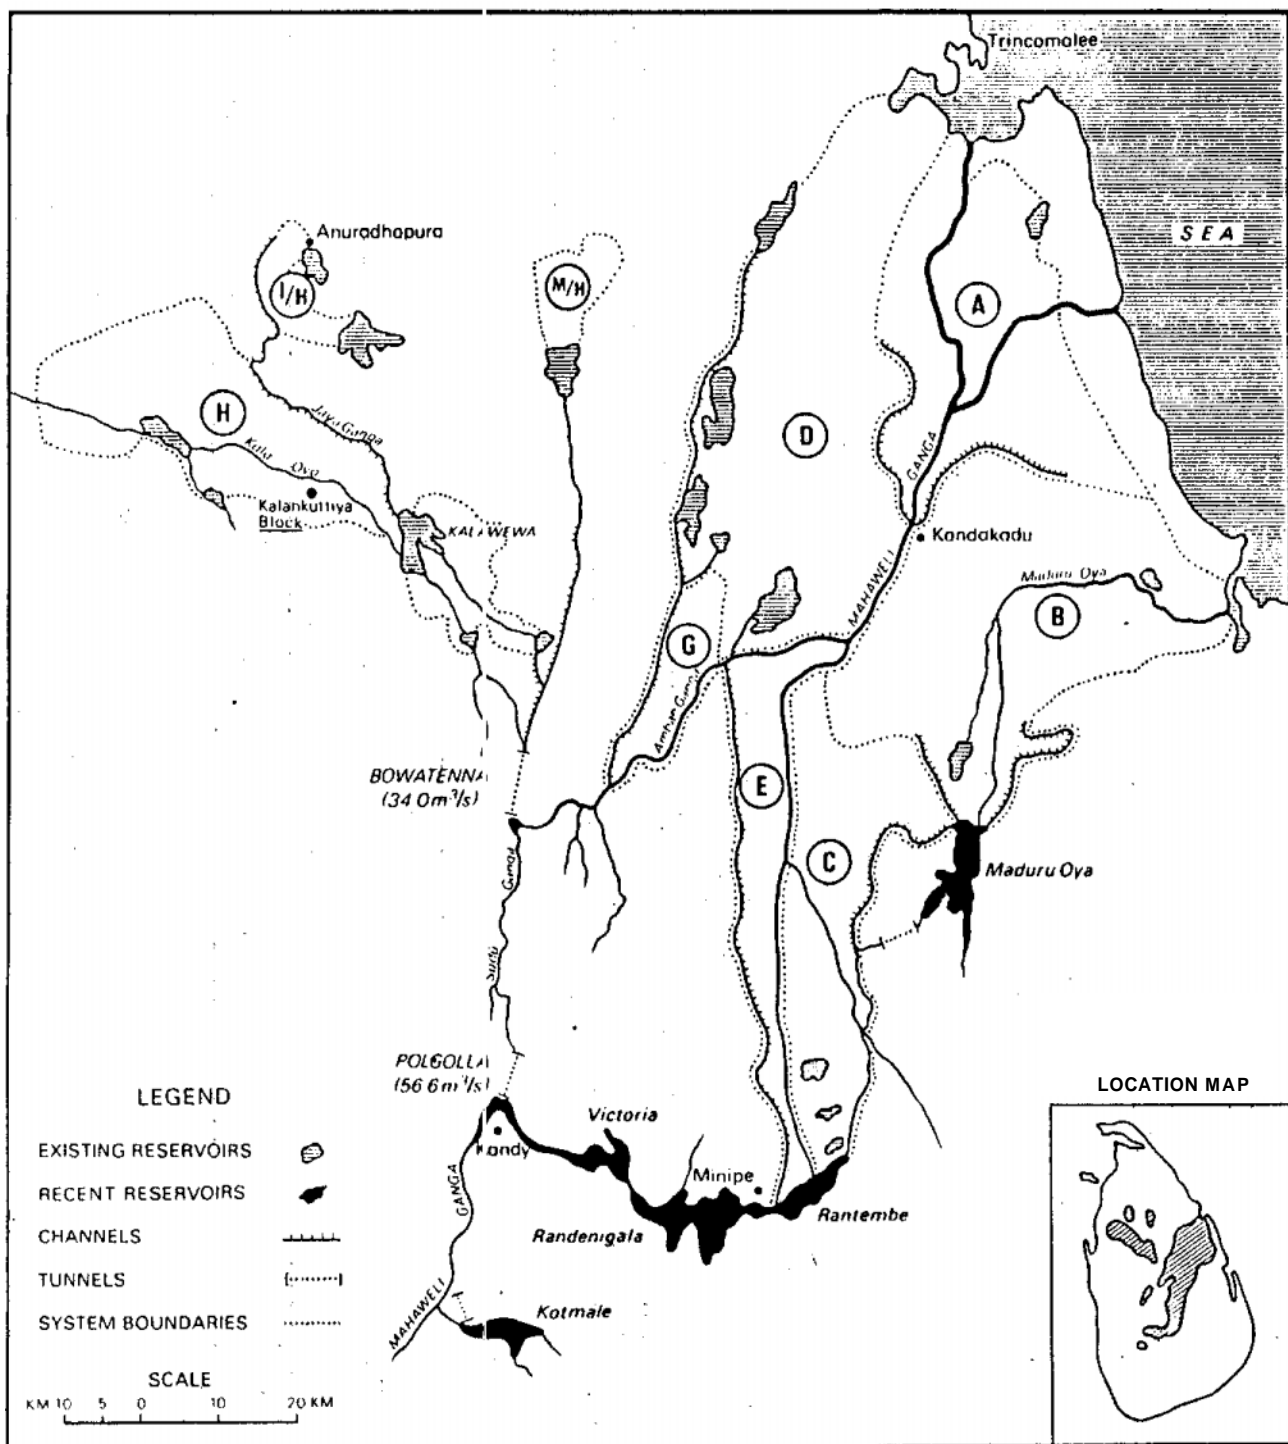 Trincomalee
SEA
Anuradhapura
I/H
M/H
A
H
Jaya Ganga
D
Kala Oya
GANGA
Kalankuttiya
Block
KALAWEWA
Kandakadu
MAHAWELI
Maduru Oya
B
G
Amban Ganga
BOWATENNA
(34.0m³/s)
E
C
Maduru Oya
Ganga
Sudu
POLGOLLA
(56.6m³/s)
LEGEND
EXISTING RESERVOIRS
RECENT RESERVOIRS
CHANNELS
TUNNELS
SYSTEM BOUNDARIES
SCALE
KM 10 5 0 10 20 KM
Victoria
Kandy
Minipe
GANGA
Randenigala
Rantembe
MAHAWELI
Kotmale
LOCATION MAP